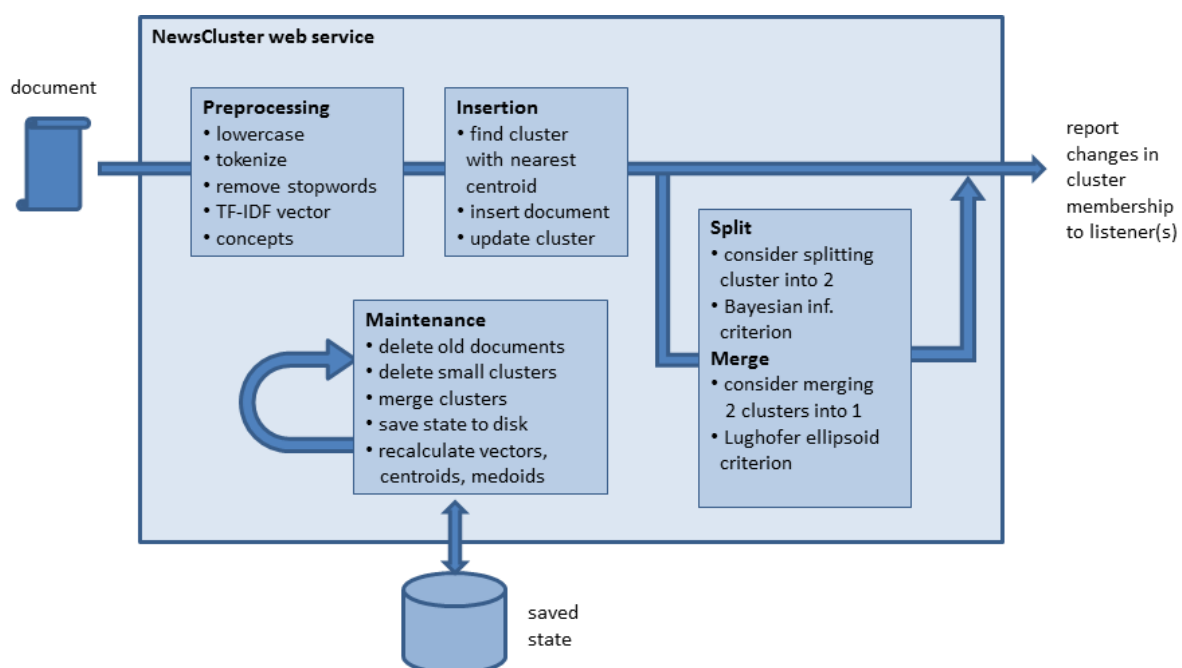 NewsCluster web service
document
Preprocessing
• lowercase
• tokenize
• remove stopwords
• TF-IDF vector
• concepts
Insertion
• find cluster
with nearest
centroid
• insert document
• update cluster
report
changes in
cluster
membership
to listener(s)
Split
• consider splitting
cluster into 2
• Bayesian inf.
criterion
Merge
• consider merging
2 clusters into 1
• Lughofer ellipsoid
criterion
Maintenance
• delete old documents
• delete small clusters
• merge clusters
• save state to disk
• recalculate vectors,
centroids, medoids
saved
state